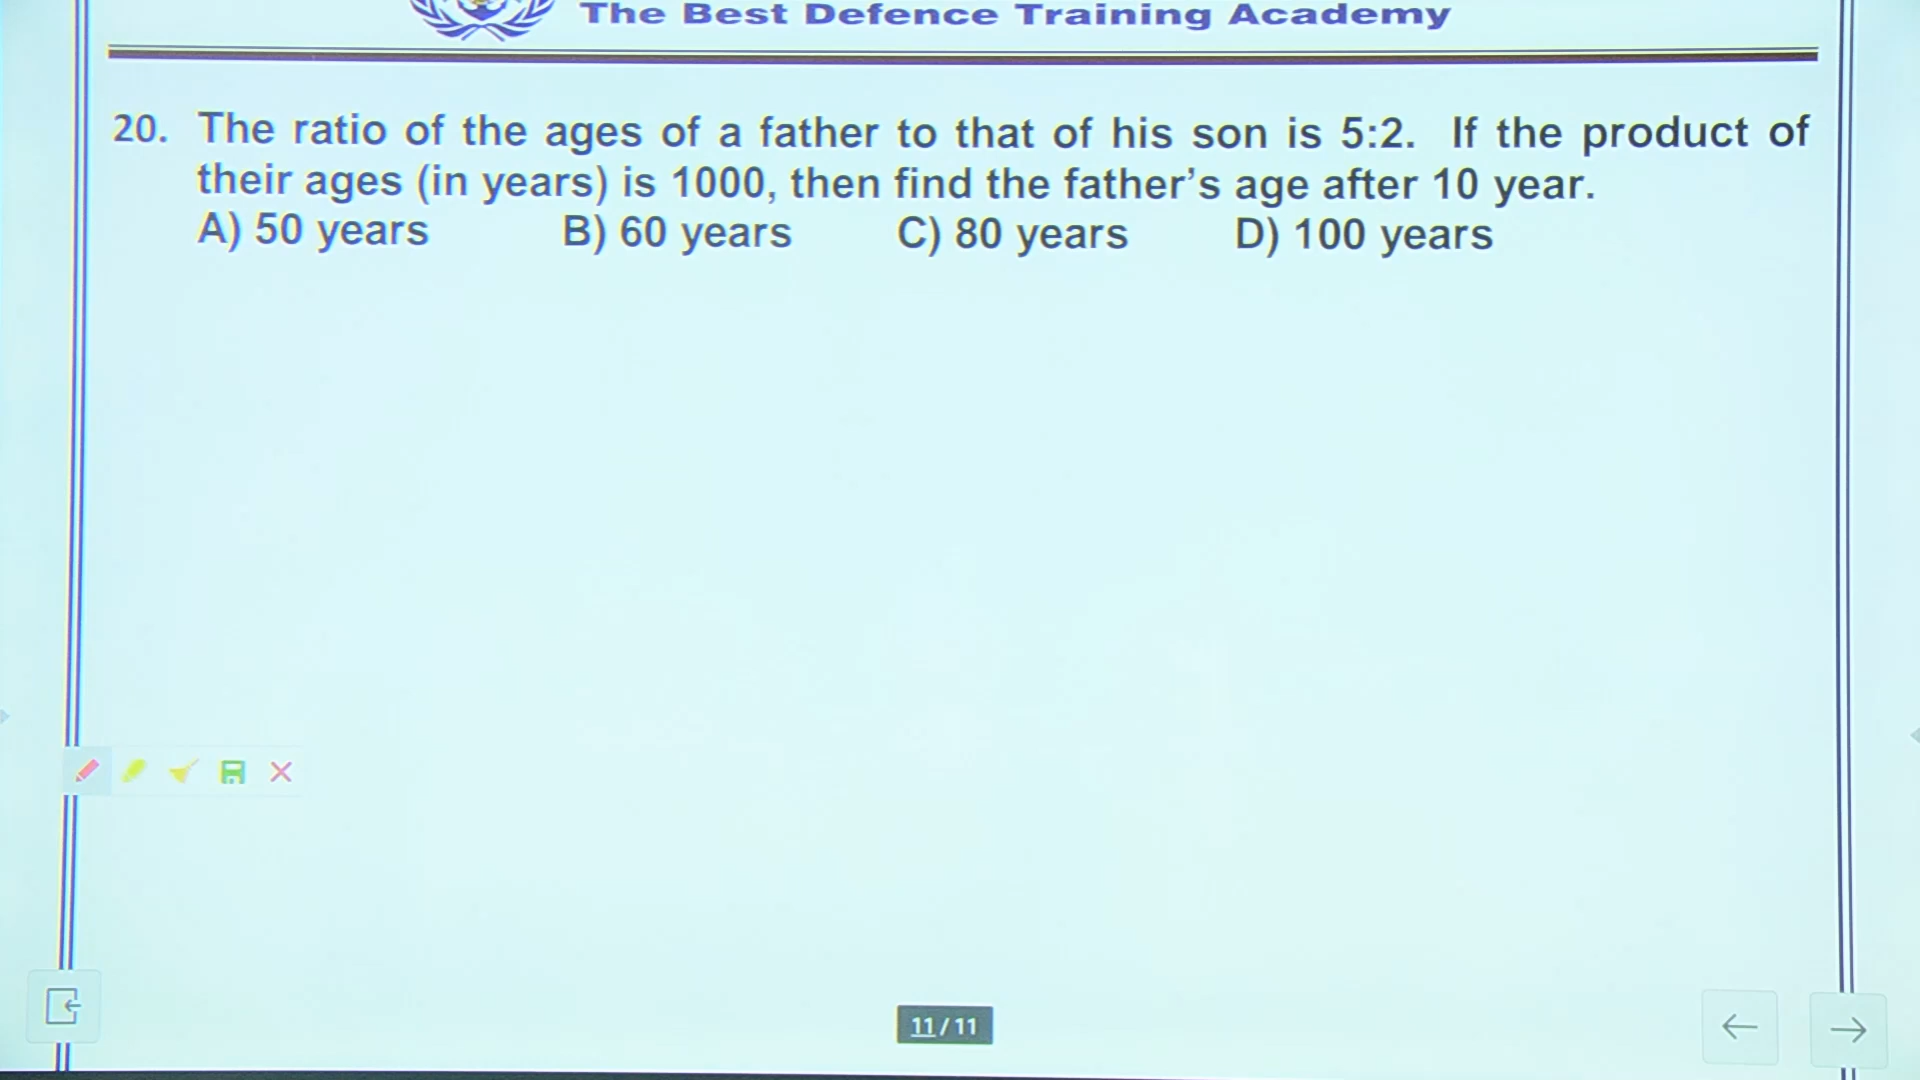 The Best Defence Training Academy
20. The ratio of the ages of a father to that of his son is 5:2. If the product of
their ages (in years) is 1000, then find the father's age after 10 year.
A) 50 years B) 60 years C) 80 years D) 100 years
11 / 11